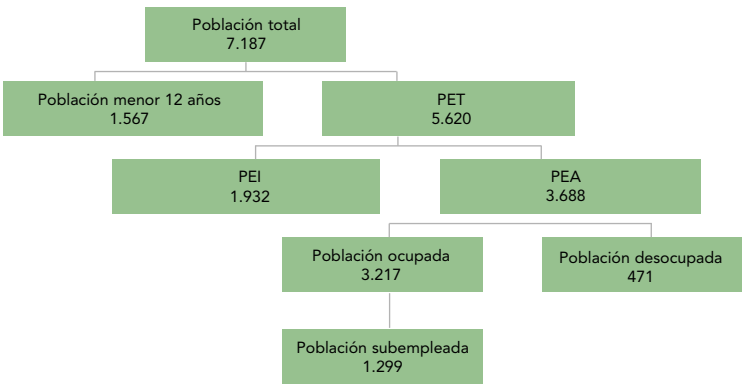 Población total
7.187
Población menor 12 años
1.567
PET
5.620
PEI
1.932
PEA
3.688
Población ocupada
3.217
Población desocupada
471
Población subempleada
1.299